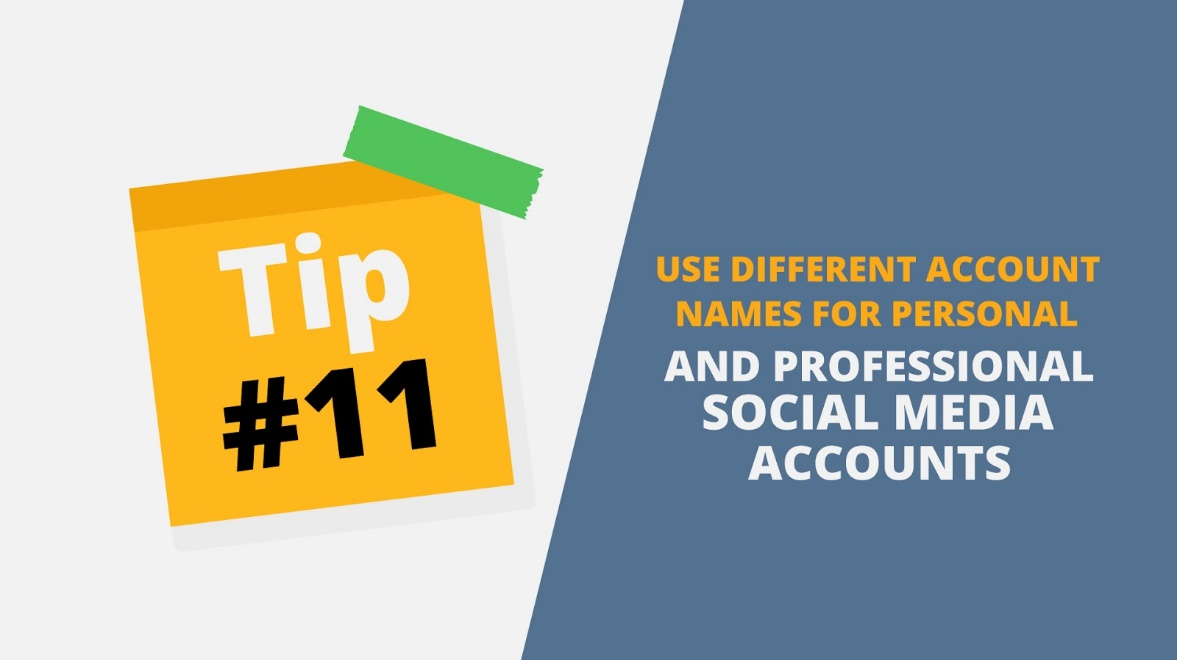 Tip
#11
USE DIFFERENT ACCOUNT
NAMES FOR PERSONAL
AND PROFESSIONAL
SOCIAL MEDIA
ACCOUNTS